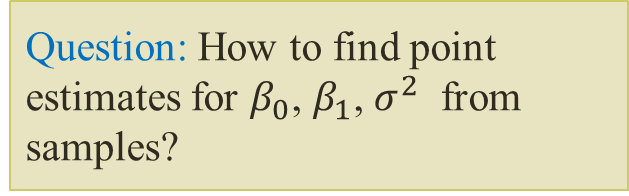 Question: How to find point
estimates for β₀, β₁, σ² from
samples?